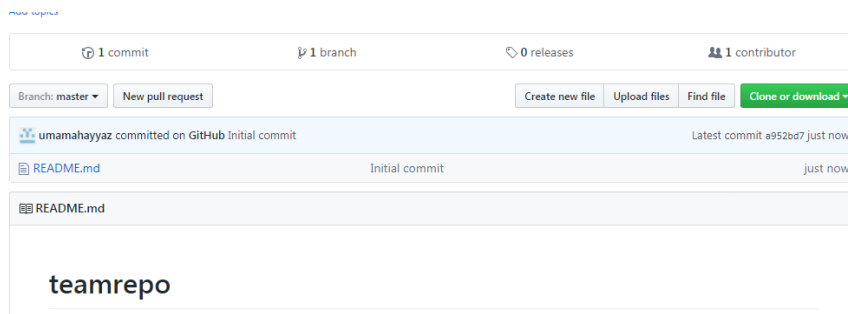 Add topics
1 commit 1 branch 0 releases 1 contributor
Branch: master New pull request Create new file Upload files Find file Clone or download
umamahayyaz committed on GitHub Initial commit Latest commit a952bd7 just now
README.md Initial commit just now
README.md
teamrepo